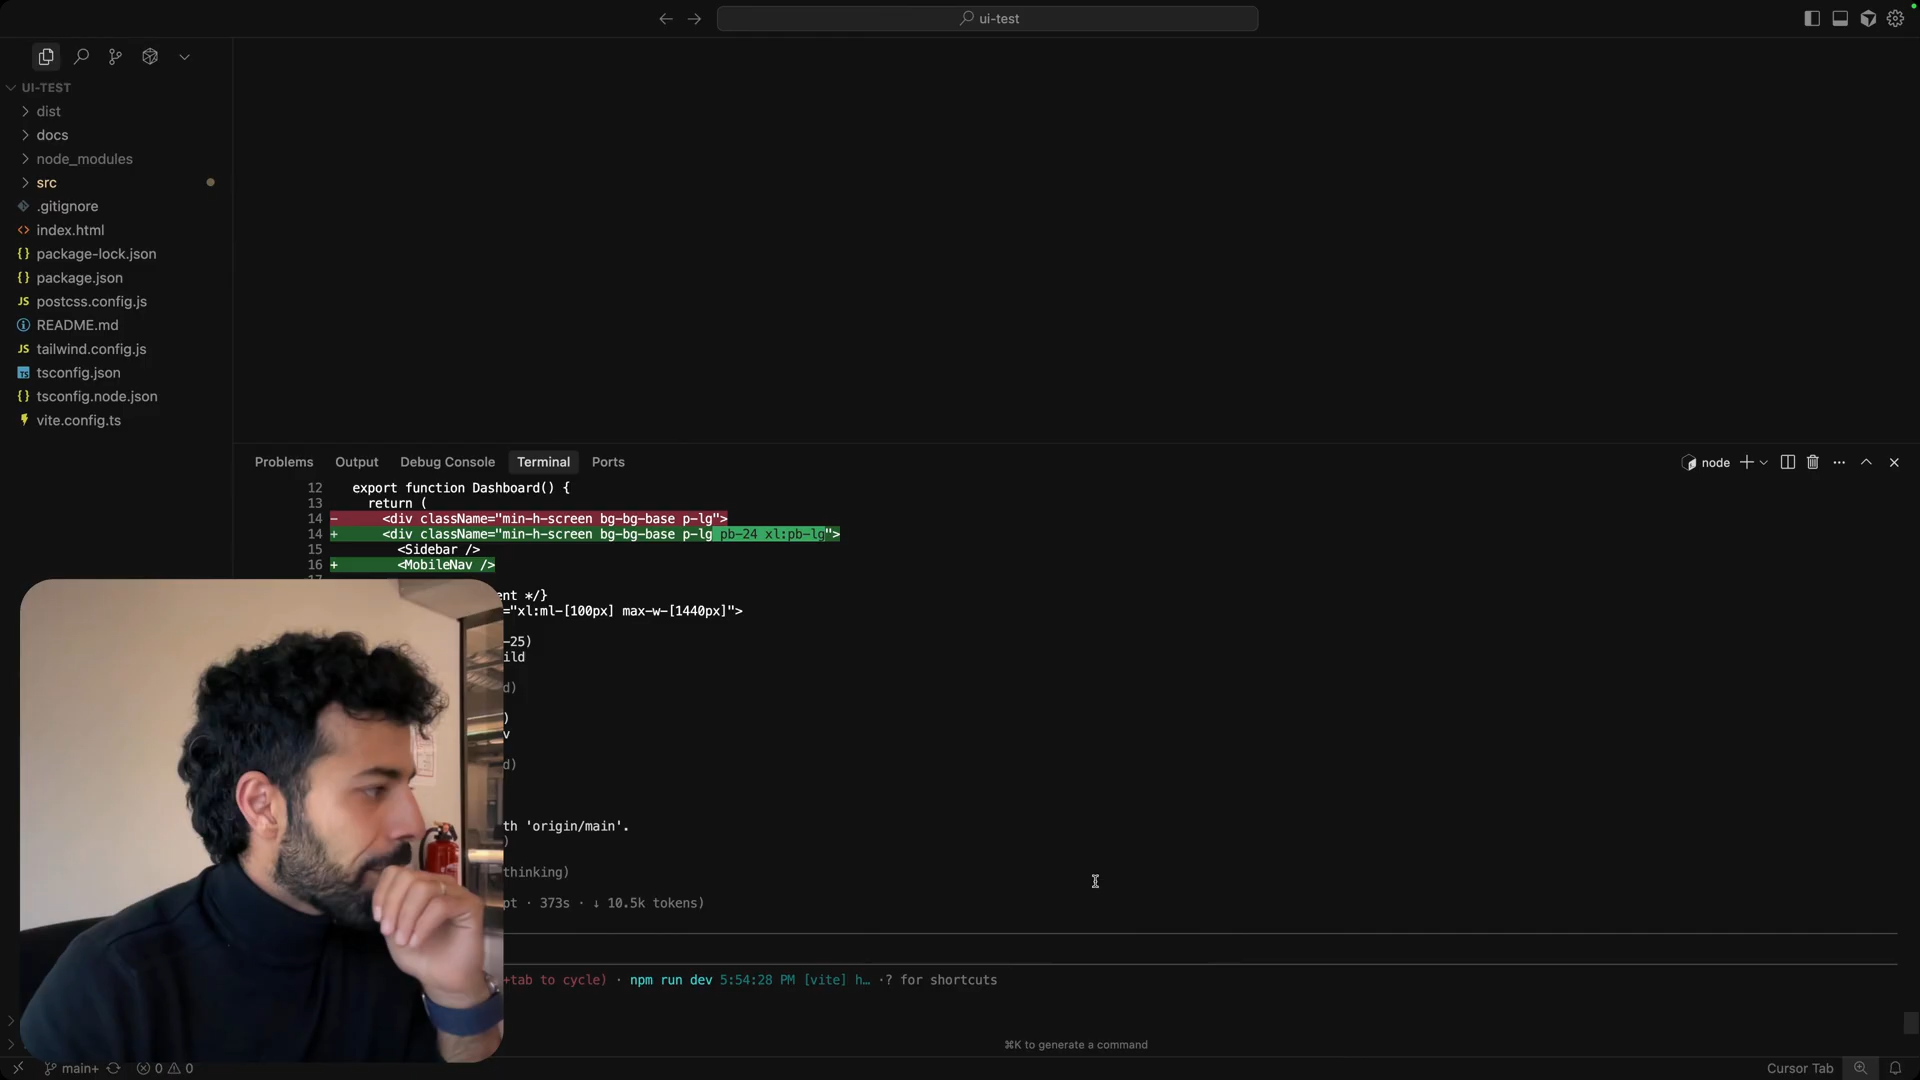 ui-test
UI-TEST
dist
docs
node_modules
src
.gitignore
index.html
package-lock.json
package.json
postcss.config.js
README.md
tailwind.config.js
tsconfig.json
tsconfig.node.json
vite.config.ts
Problems Output Debug Console Terminal Ports
node
12 export function Dashboard() {
13 return (
14 - <div className="min-h-screen bg-bg-base p-lg">
14 + <div className="min-h-screen bg-bg-base p-lg pb-24 xl:pb-lg">
15 <Sidebar />
16 + <MobileNav />
ent */}
="xl:ml-[100px] max-w-[1440px]">
-25)
ild
d)
)
v
d)
th 'origin/main'.
)
thinking)
pt · 373s · ↓ 10.5k tokens)
+tab to cycle) · npm run dev 5:54:28 PM [vite] h… ·? for shortcuts
⌘K to generate a command
main+ 0 0
Cursor Tab